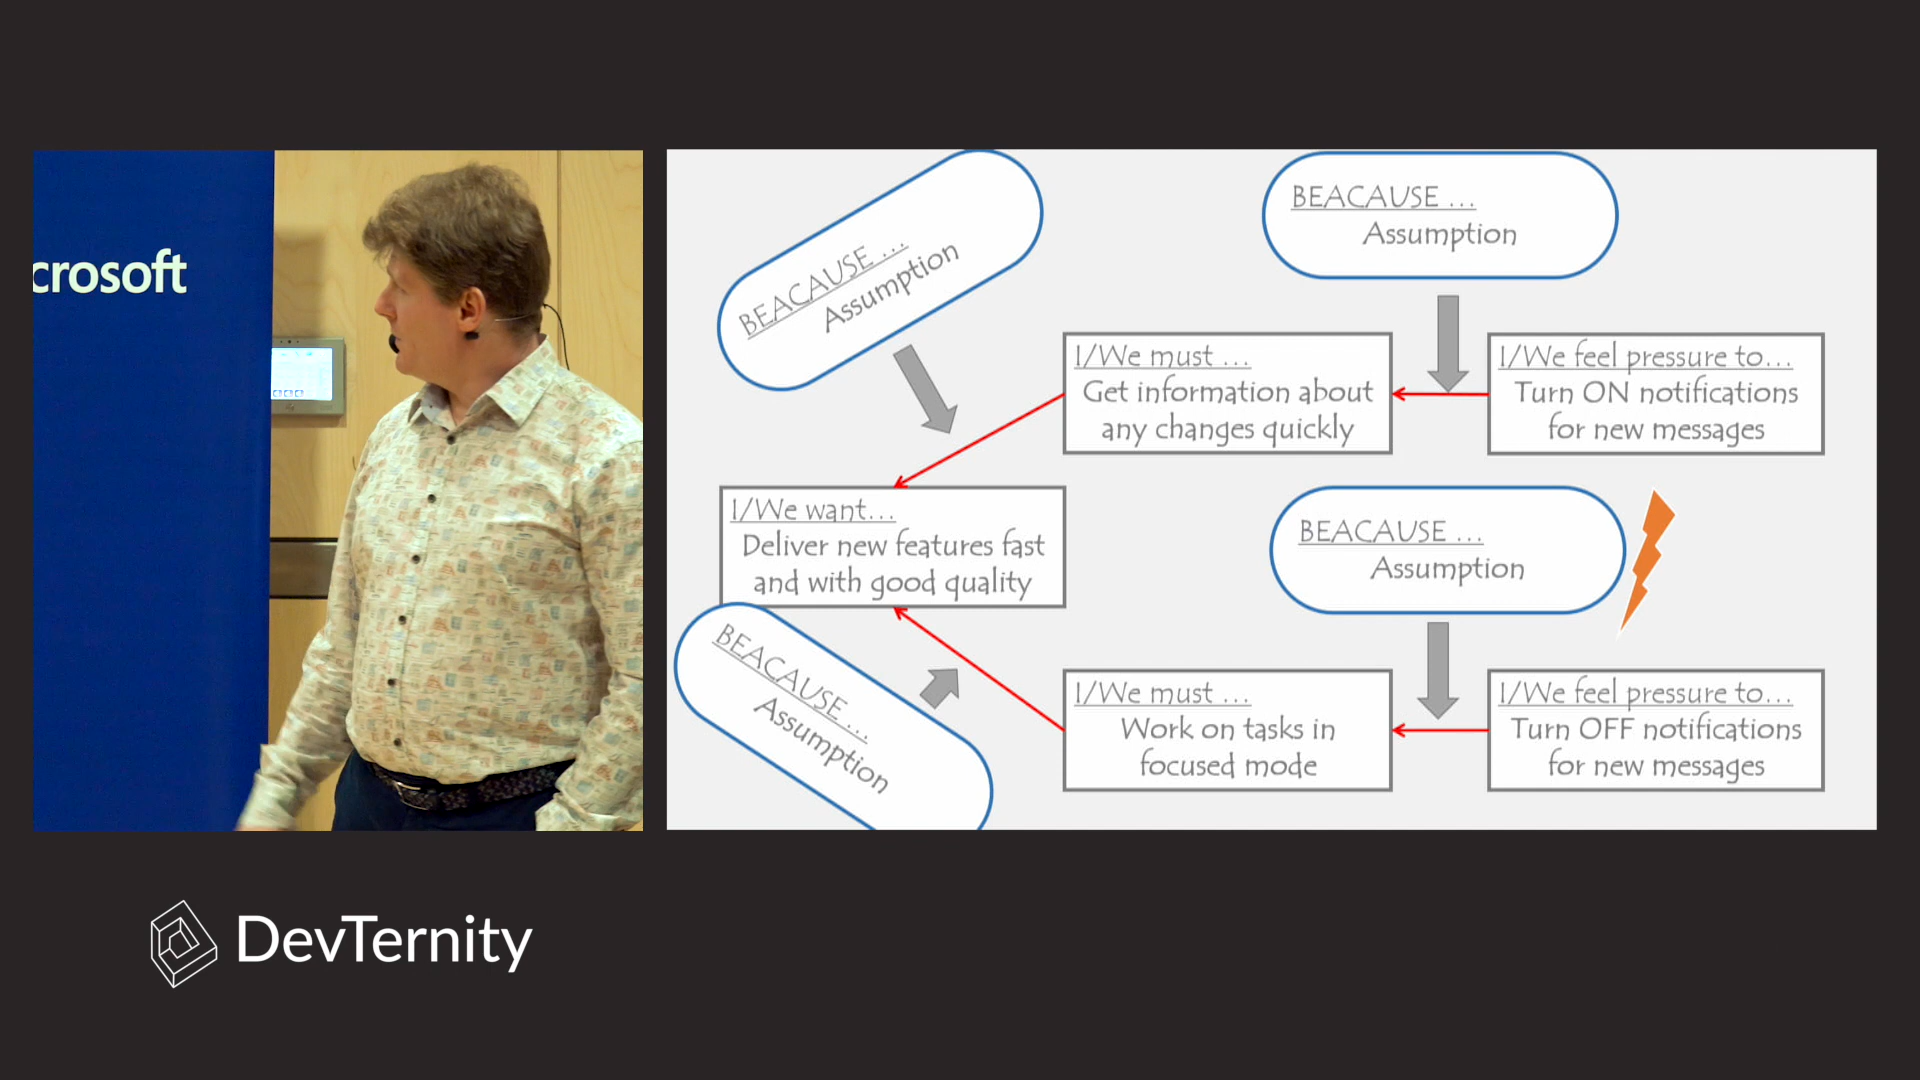 crosoft
BEACAUSE ...
Assumption
BEACAUSE ...
Assumption
I/We must ...
Get information about
any changes quickly
I/We feel pressure to...
Turn ON notifications
for new messages
I/We want...
Deliver new features fast
and with good quality
BEACAUSE ...
Assumption
BEACAUSE ...
Assumption
I/We must ...
Work on tasks in
focused mode
I/We feel pressure to...
Turn OFF notifications
for new messages
DevTernity